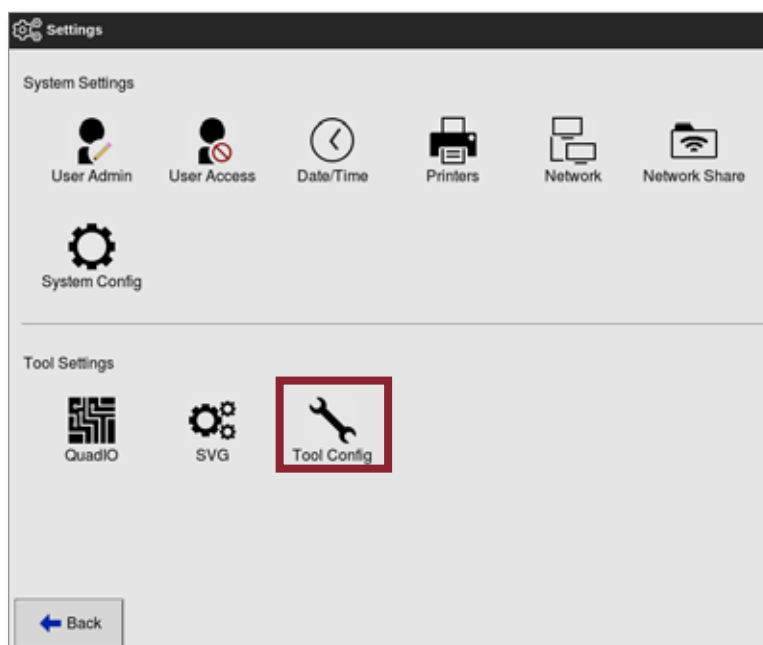 Settings
System Settings
User Admin User Access Date/Time Printers Network Network Share
System Config
Tool Settings
QuadIO SVG Tool Config
Back